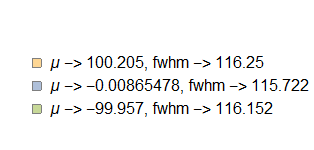 μ −> 100.205, fwhm −> 116.25
μ −> −0.00865478, fwhm −> 115.722
μ −> −99.957, fwhm −> 116.152